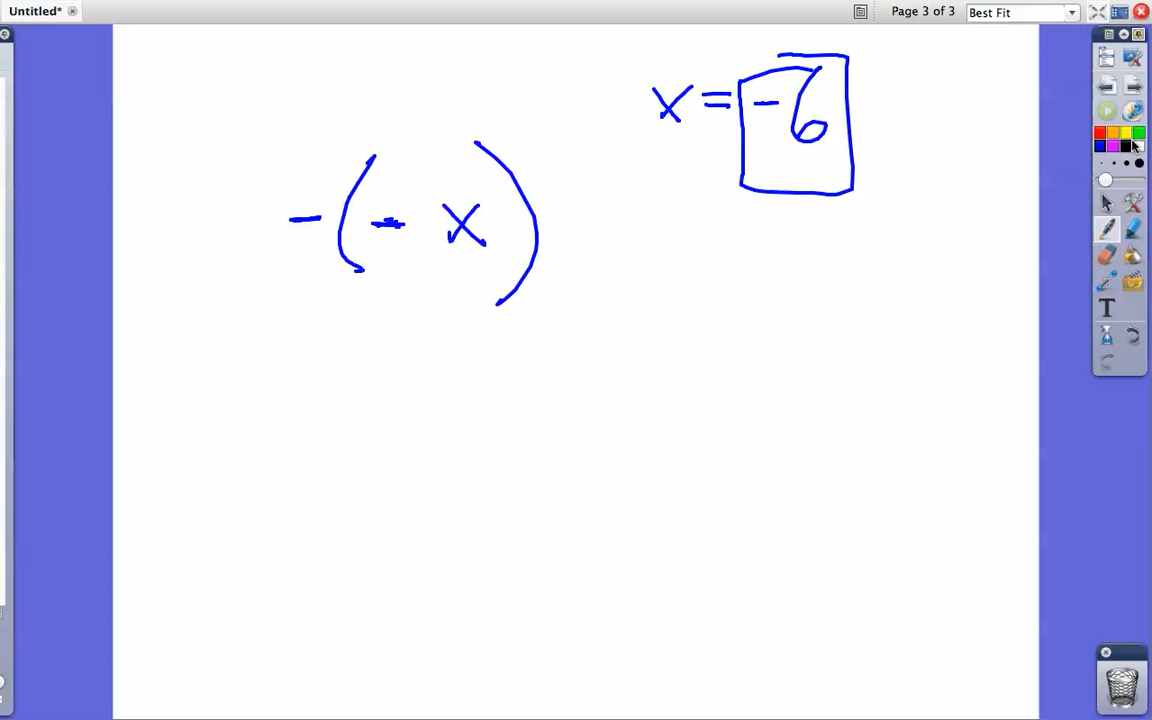 Untitled*
Page 3 of 3
Best Fit
x = -6
-(- x)
T